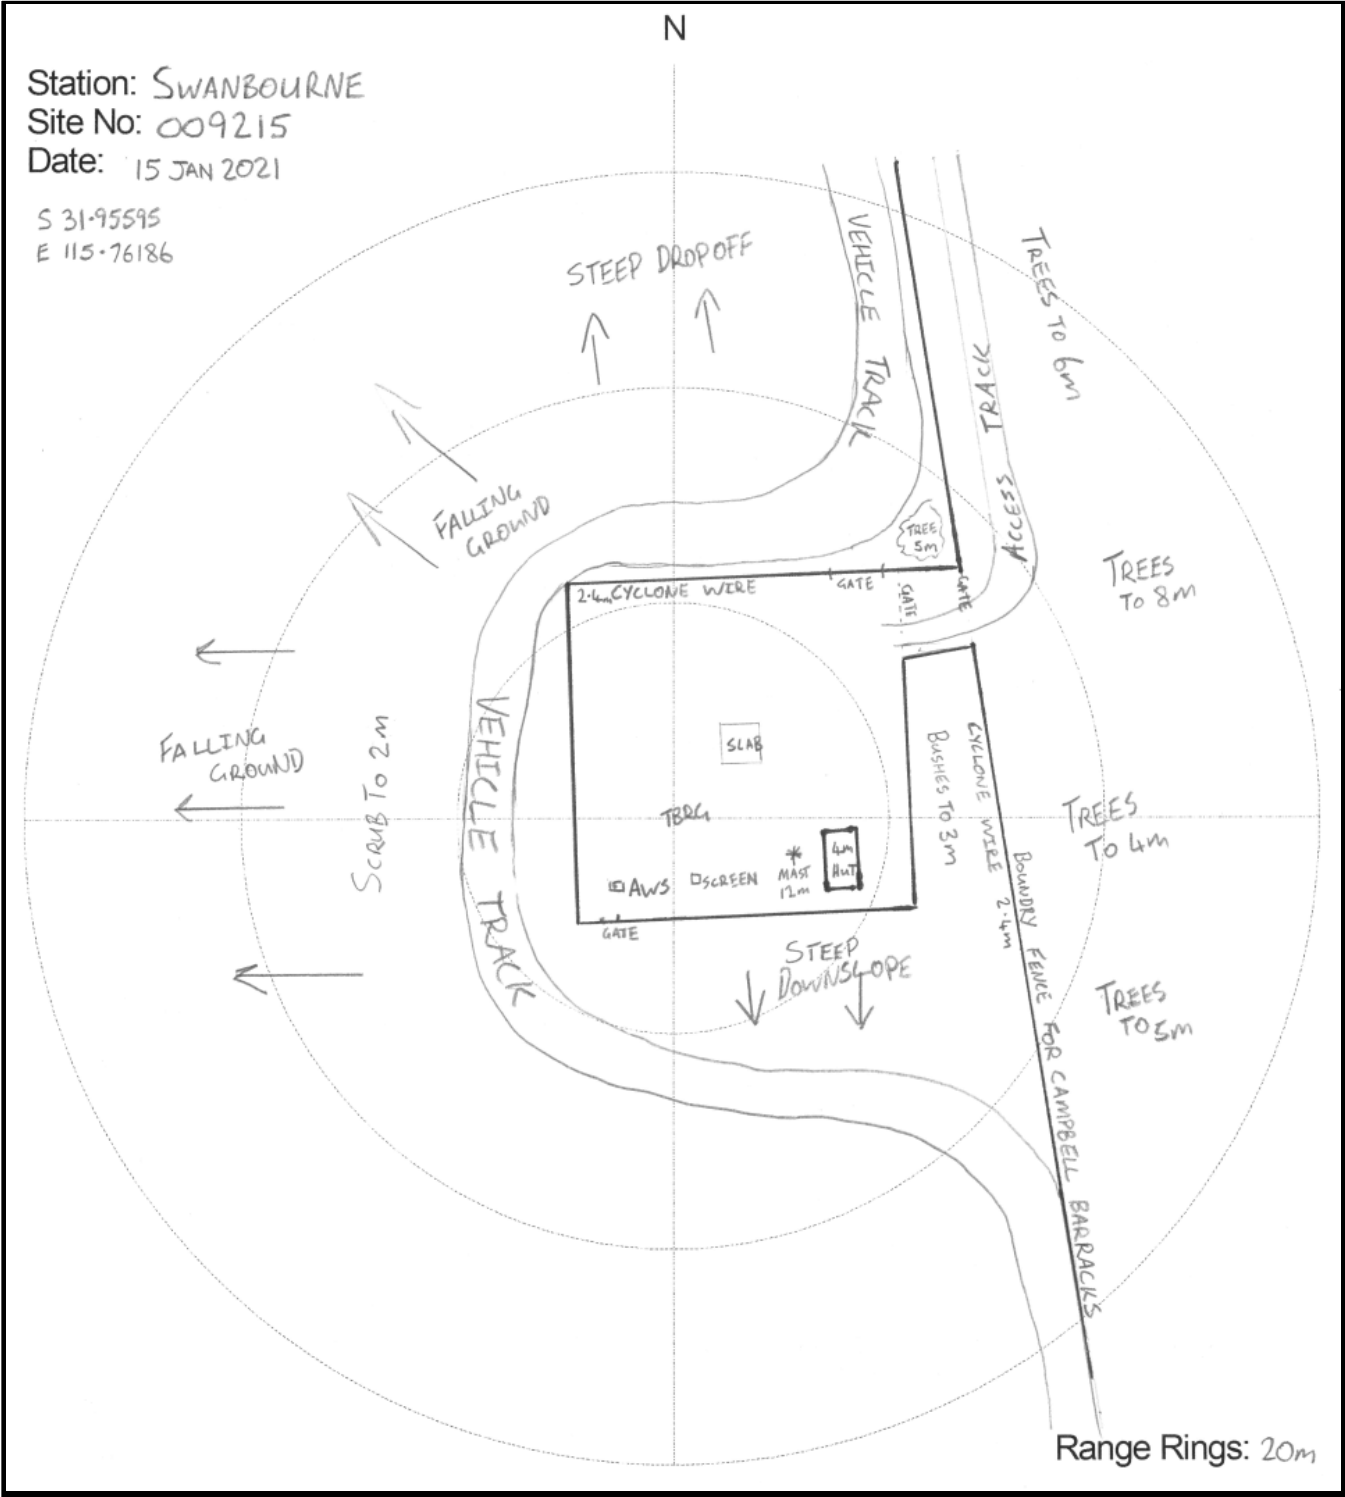 N
Station: SWANBOURNE
Site No: 009215
Date: 15 JAN 2021
S 31.95595
E 115.76186
STEEP DROPOFF
VEHICLE TRACK
TREES TO 6m
ACCESS TRACK
FALLING
GROUND
TREE
5m
TREES
TO 8m
2.4m CYCLONE WIRE
GATE
GATE
GATE
FALLING
GROUND
SCRUB TO 2m
VEHICLE TRACK
SLAB
BUSHES TO 3m
CYCLONE WIRE 2.4m
TBRG
TREES
TO 4m
4m
HUT
MAST
12m
AWS
SCREEN
GATE
STEEP
DOWNSLOPE
BOUNDRY FENCE FOR CAMPBELL BARRACKS
TREES
TO 5m
Range Rings: 20m